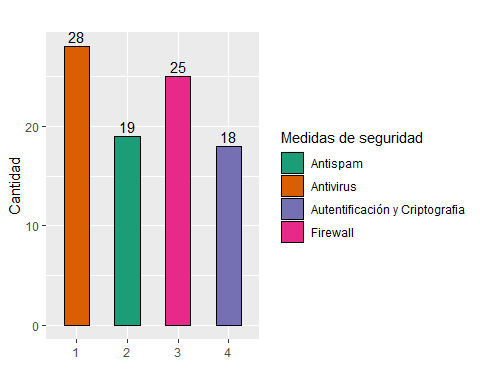 28
19
25
18
20
10
0
Cantidad
1 2 3 4
Medidas de seguridad
Antispam
Antivirus
Autentificación y Criptografia
Firewall